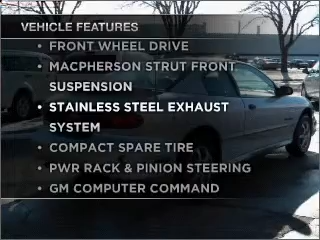 VEHICLE FEATURES
• FRONT WHEEL DRIVE
• MACPHERSON STRUT FRONT
SUSPENSION
• STAINLESS STEEL EXHAUST
SYSTEM
• COMPACT SPARE TIRE
• PWR RACK & PINION STEERING
• GM COMPUTER COMMAND